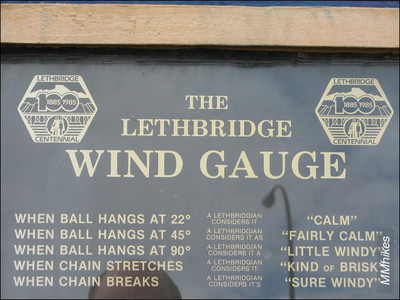 LETHBRIDGE
1885 100 1985
CENTENNIAL
LETHBRIDGE
1885 100 1985
CENTENNIAL
THE
LETHBRIDGE
WIND GAUGE
WHEN BALL HANGS AT 22° A LETHBRIDGIAN CONSIDERS IT "CALM"
WHEN BALL HANGS AT 45° A LETHBRIDGIAN CONSIDERS IT AS "FAIRLY CALM"
WHEN BALL HANGS AT 90° A LETHBRIDGIAN CONSIDERS IT A "LITTLE WINDY"
WHEN CHAIN STRETCHES A LETHBRIDGIAN CONSIDERS IT A "KIND OF BRISK"
WHEN CHAIN BREAKS A LETHBRIDGIAN CONSIDERS IT'S "SURE WINDY"
MMhikes